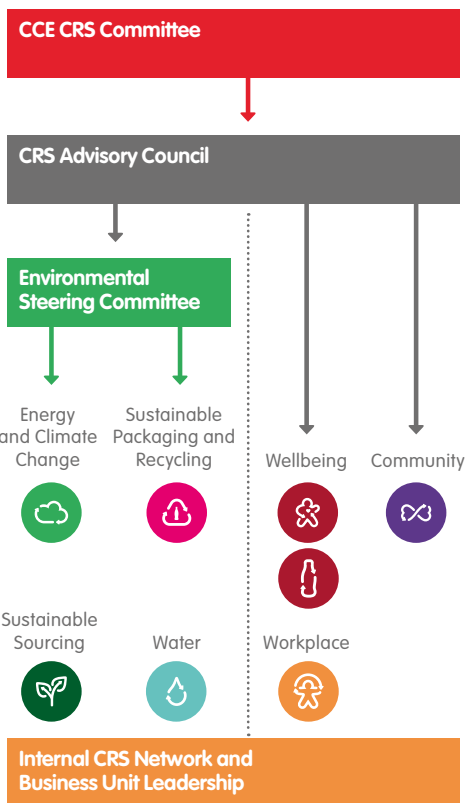 CCE CRS Committee
CRS Advisory Council
Environmental
Steering Committee
Energy
and Climate
Change
Sustainable
Packaging and
Recycling
Wellbeing
Community
Sustainable
Sourcing
Water
Workplace
Internal CRS Network and
Business Unit Leadership